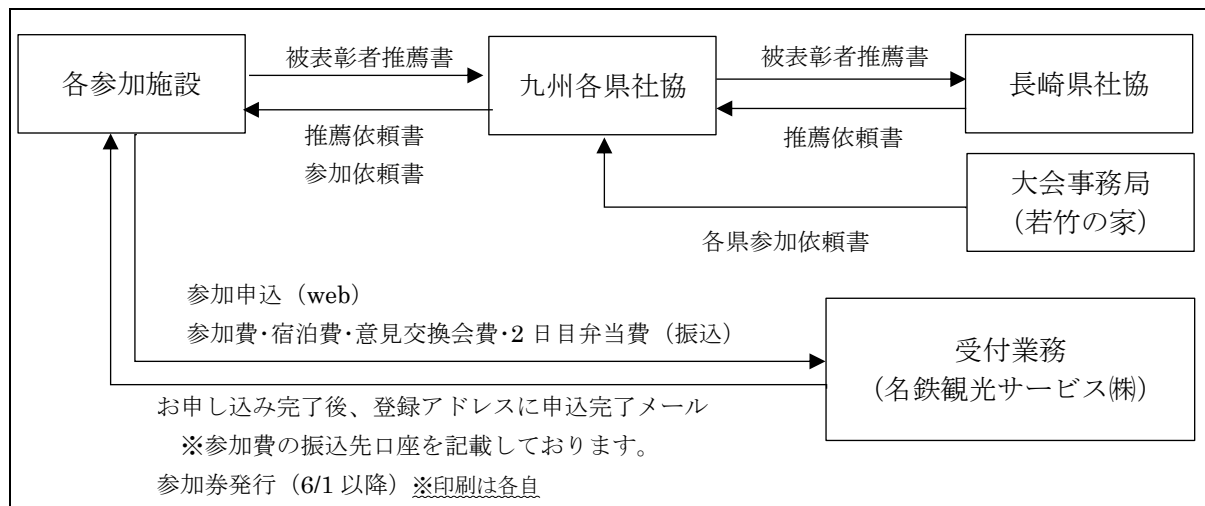 各参加施設
被表彰者推薦書
推薦依頼書
参加依頼書
九州各県社協
被表彰者推薦書
推薦依頼書
長崎県社協
大会事務局
（若竹の家）
各県参加依頼書
参加申込（web）
参加費・宿泊費・意見交換会費・2 日目弁当費（振込）
受付業務
（名鉄観光サービス㈱）
お申し込み完了後、登録アドレスに申込完了メール
※参加費の振込先口座を記載しております。
参加券発行（6/1 以降）※印刷は各自